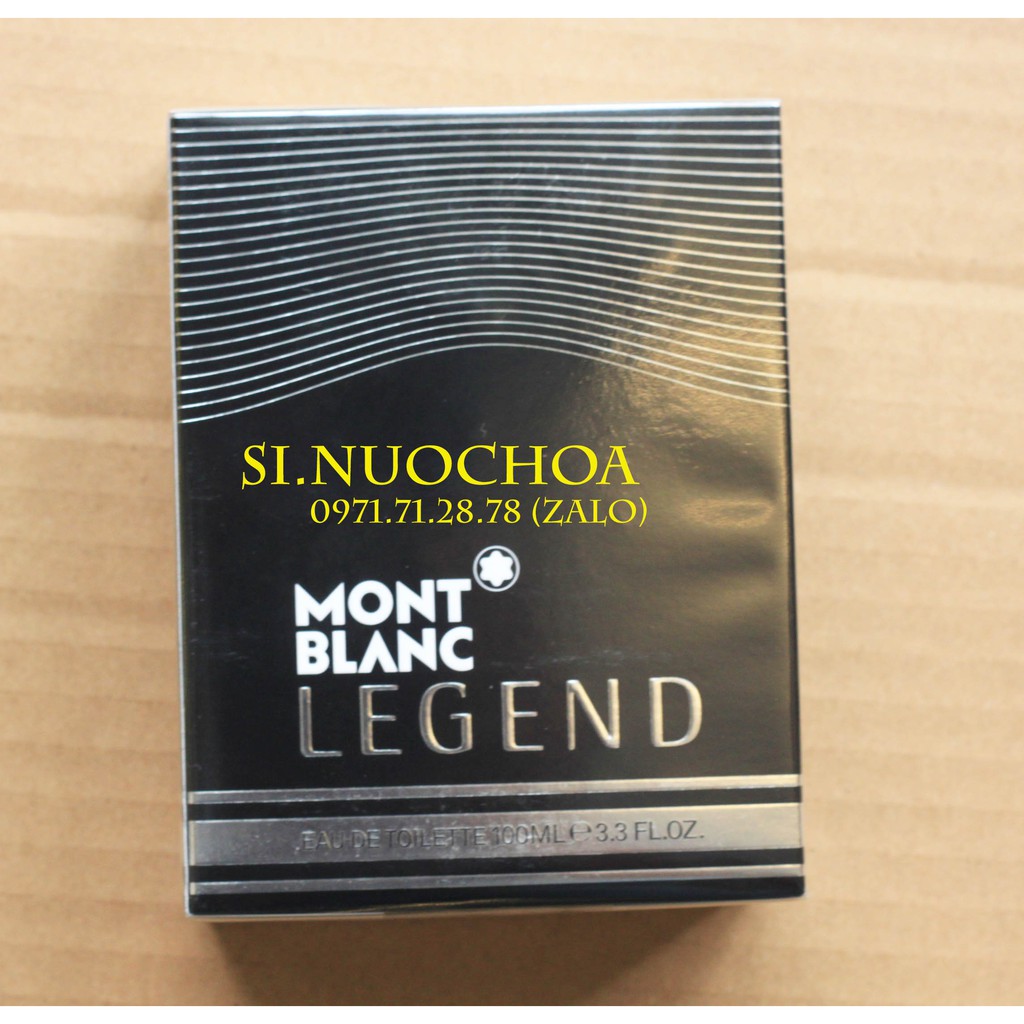 SI.NUOCHOA
0971.71.28.78 (ZALO)
MONT
BLANC
LEGEND
EAU DE TOILETTE 100ML ℮ 3.3 FL.OZ.